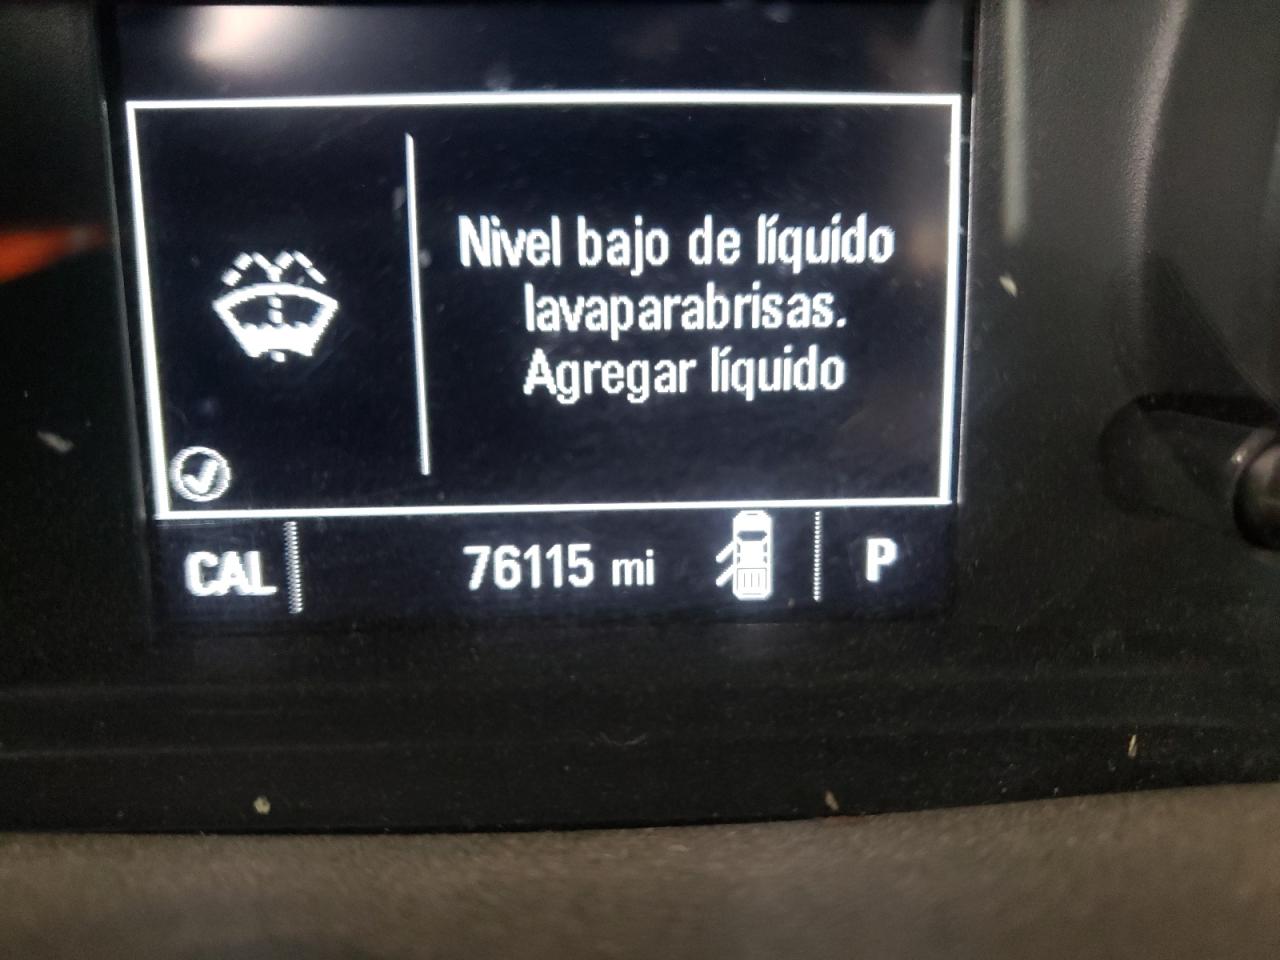 Nivel bajo de líquido
lavaparabrisas.
Agregar líquido
CAL
76115 mi
P